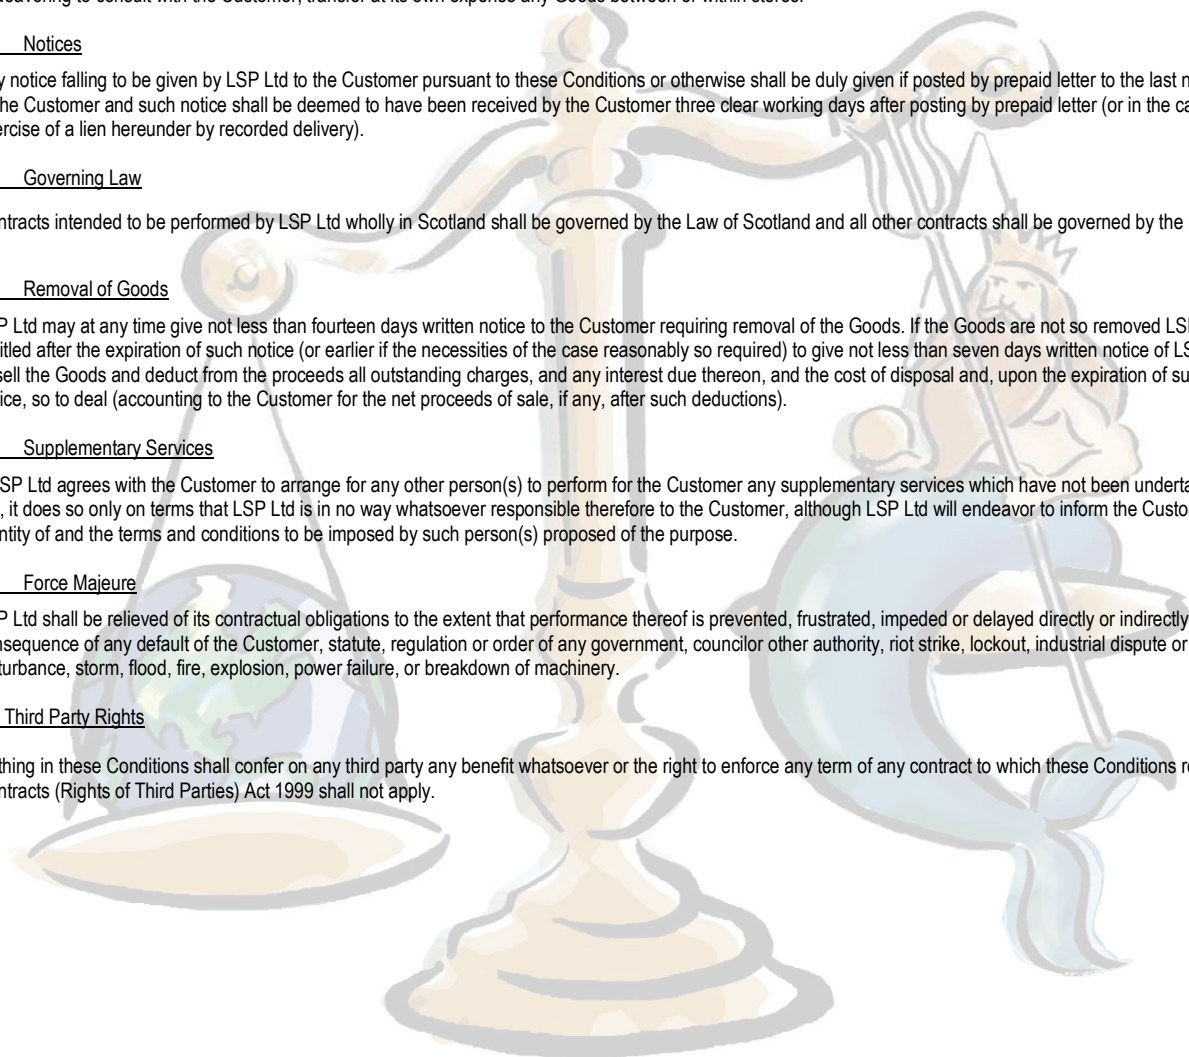 eavoring to consult with the Customer, transfer at its own expense any Goods between or within stores.
Notices
y notice falling to be given by LSP Ltd to the Customer pursuant to these Conditions or otherwise shall be duly given if posted by prepaid letter to the last n
he Customer and such notice shall be deemed to have been received by the Customer three clear working days after posting by prepaid letter (or in the ca
ercise of a lien hereunder by recorded delivery).
Governing Law
ntracts intended to be performed by LSP Ltd wholly in Scotland shall be governed by the Law of Scotland and all other contracts shall be governed by the
Removal of Goods
P Ltd may at any time give not less than fourteen days written notice to the Customer requiring removal of the Goods. If the Goods are not so removed LSP
itled after the expiration of such notice (or earlier if the necessities of the case reasonably so required) to give not less than seven days written notice of LS
sell the Goods and deduct from the proceeds all outstanding charges, and any interest due thereon, and the cost of disposal and, upon the expiration of su
ice, so to deal (accounting to the Customer for the net proceeds of sale, if any, after such deductions).
Supplementary Services
SP Ltd agrees with the Customer to arrange for any other person(s) to perform for the Customer any supplementary services which have not been underta
, it does so only on terms that LSP Ltd is in no way whatsoever responsible therefore to the Customer, although LSP Ltd will endeavor to inform the Custo
ntity of and the terms and conditions to be imposed by such person(s) proposed of the purpose.
Force Majeure
P Ltd shall be relieved of its contractual obligations to the extent that performance thereof is prevented, frustrated, impeded or delayed directly or indirectly
nsequence of any default of the Customer, statute, regulation or order of any government, councilor other authority, riot strike, lockout, industrial dispute or
turbance, storm, flood, fire, explosion, power failure, or breakdown of machinery.
Third Party Rights
thing in these Conditions shall confer on any third party any benefit whatsoever or the right to enforce any term of any contract to which these Conditions re
ntracts (Rights of Third Parties) Act 1999 shall not apply.